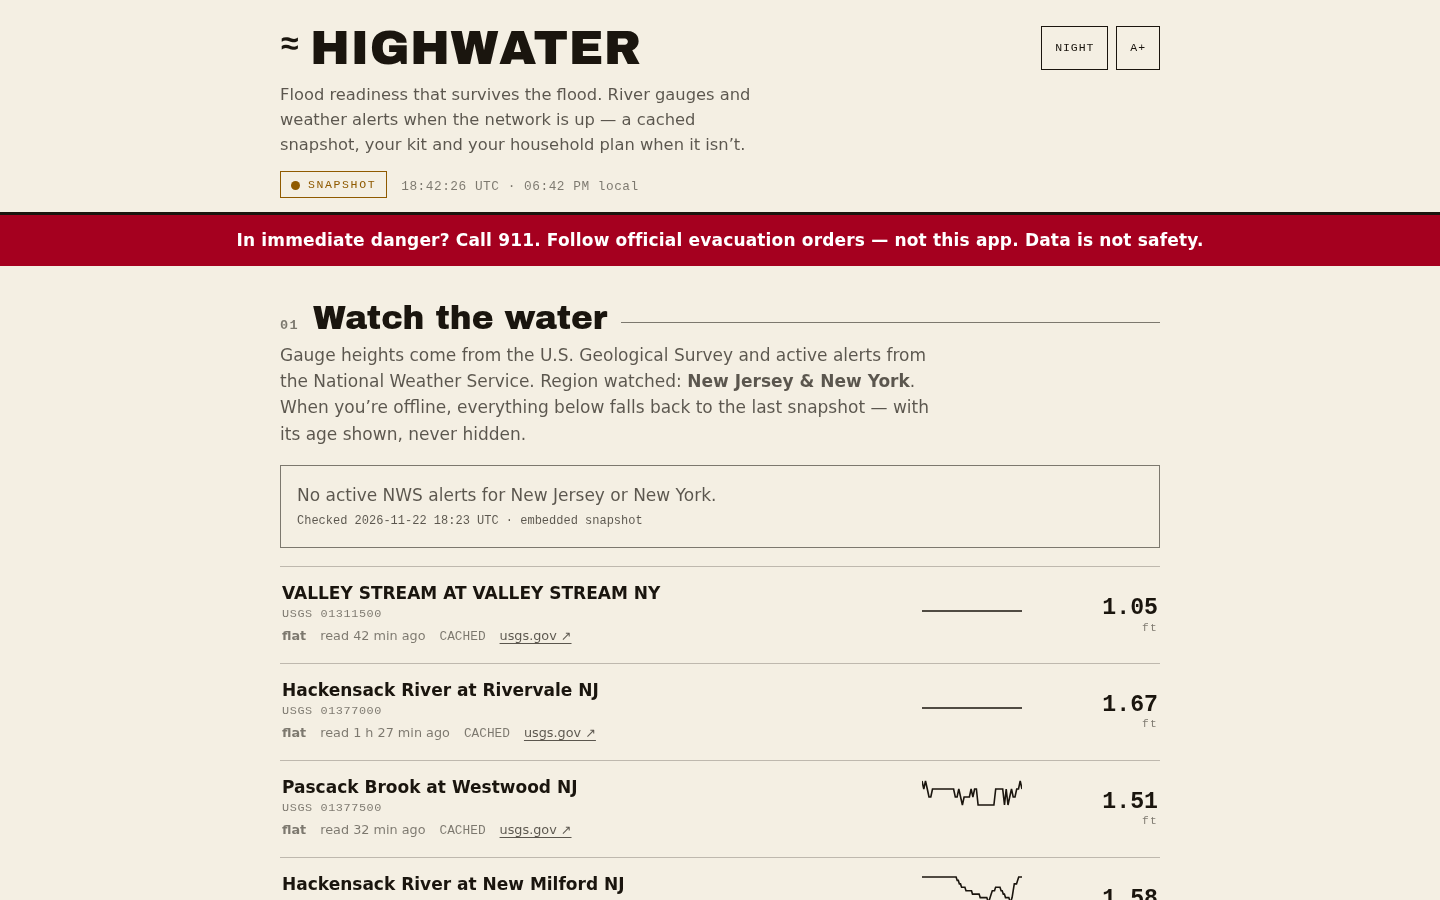 ≈ HIGHWATER
NIGHT
A+
Flood readiness that survives the flood. River gauges and
weather alerts when the network is up — a cached
snapshot, your kit and your household plan when it isn’t.
SNAPSHOT
18:42:26 UTC · 06:42 PM local
In immediate danger? Call 911. Follow official evacuation orders — not this app. Data is not safety.
01 Watch the water
Gauge heights come from the U.S. Geological Survey and active alerts from
the National Weather Service. Region watched: New Jersey & New York.
When you’re offline, everything below falls back to the last snapshot — with
its age shown, never hidden.
No active NWS alerts for New Jersey or New York.
Checked 2026-11-22 18:23 UTC · embedded snapshot
VALLEY STREAM AT VALLEY STREAM NY
USGS 01311500
flat read 42 min ago CACHED usgs.gov ↗
1.05
ft
Hackensack River at Rivervale NJ
USGS 01377000
flat read 1 h 27 min ago CACHED usgs.gov ↗
1.67
ft
Pascack Brook at Westwood NJ
USGS 01377500
flat read 32 min ago CACHED usgs.gov ↗
1.51
ft
Hackensack River at New Milford NJ
1.58